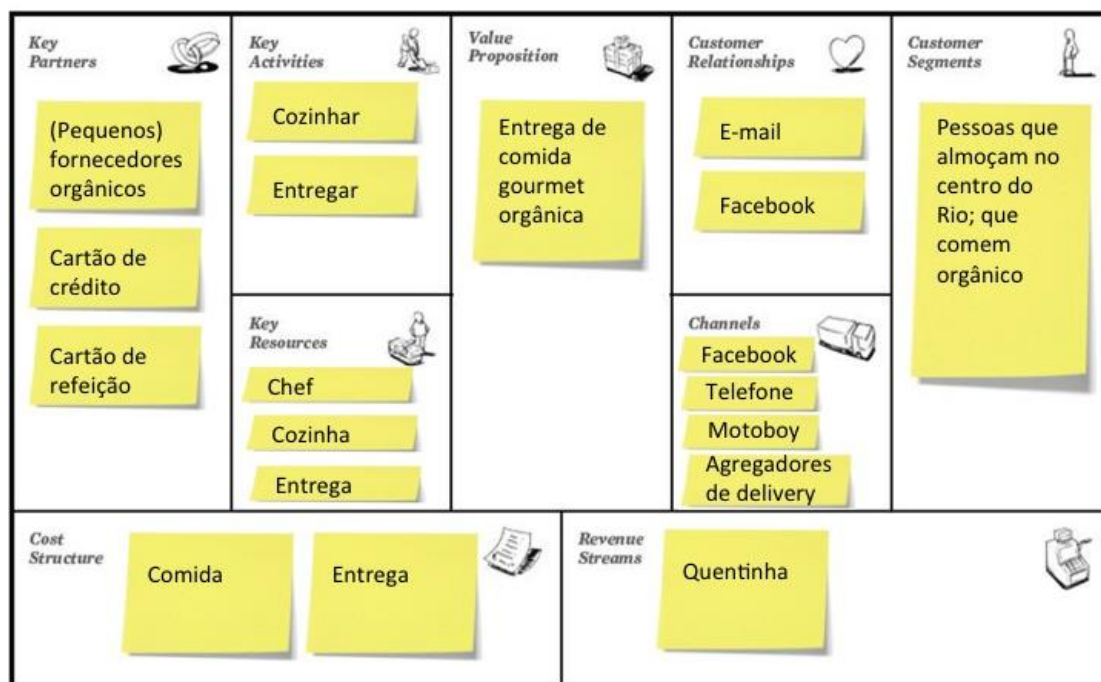 Key
Partners
(Pequenos)
fornecedores
orgânicos
Cartão de
crédito
Cartão de
refeição
Key
Activities
Cozinhar
Entregar
Key
Resources
Chef
Cozinha
Entrega
Value
Proposition
Entrega de
comida
gourmet
orgânica
Customer
Relationships
E-mail
Facebook
Channels
Facebook
Telefone
Motoboy
Agregadores
de delivery
Customer
Segments
Pessoas que
almoçam no
centro do
Rio; que
comem
orgânico
Cost
Structure
Comida
Entrega
Revenue
Streams
Quentinha